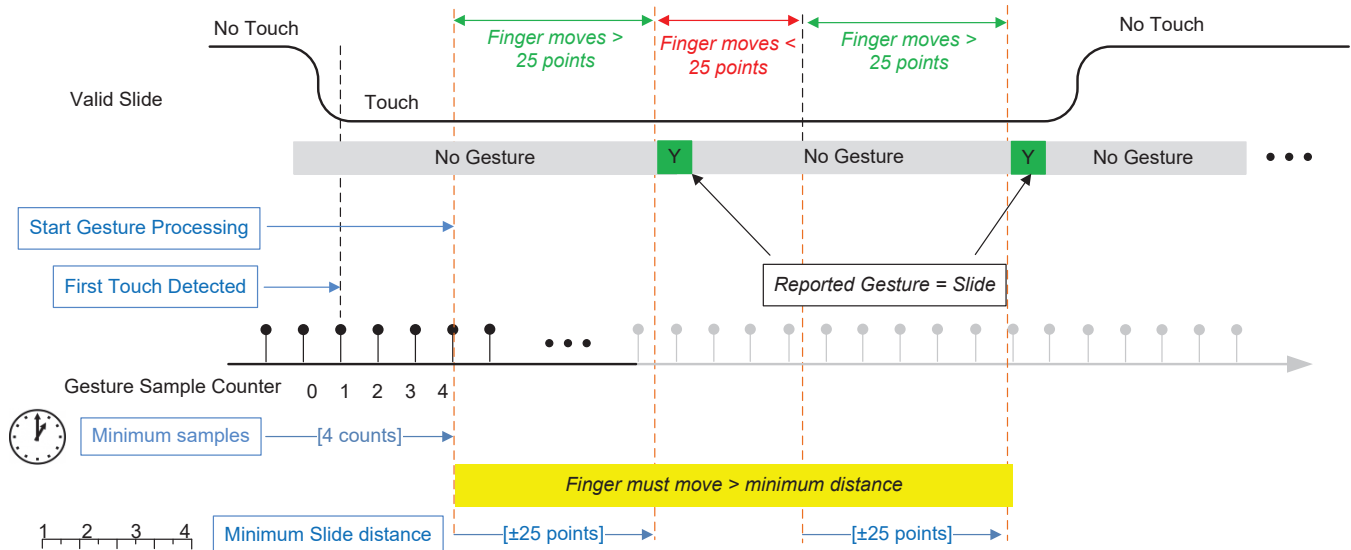 No Touch
Finger moves >
25 points
Finger moves <
25 points
Finger moves >
25 points
No Touch
Valid Slide
Touch
No Gesture
Y
No Gesture
Y
No Gesture
Start Gesture Processing
First Touch Detected
Reported Gesture = Slide
Gesture Sample Counter
0 1 2 3 4
Minimum samples
[4 counts]
Finger must move > minimum distance
1 2 3 4
Minimum Slide distance
[±25 points]
[±25 points]